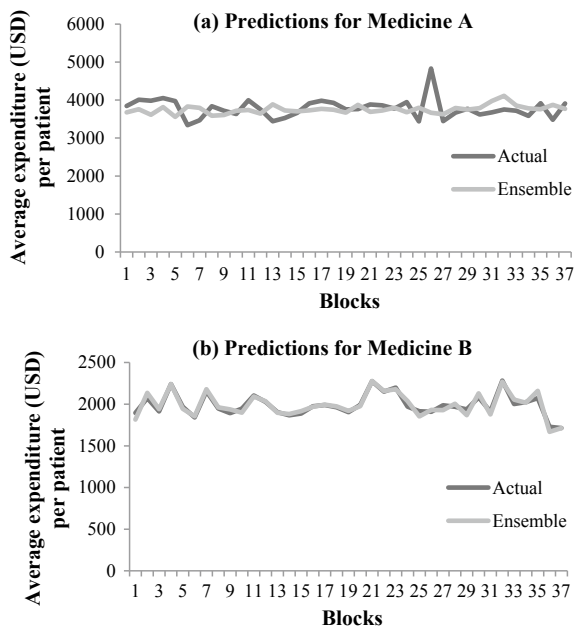 (a) Predictions for Medicine A
Average expenditure (USD)
per patient
6000
5000
4000
3000
2000
1000
0
Actual
Ensemble
1 3 5 7 9 11 13 15 17 19 21 23 25 27 29 31 33 35 37
Blocks
(b) Predictions for Medicine B
Average expenditure (USD)
per patient
2500
2000
1500
1000
500
0
Actual
Ensemble
1 3 5 7 9 11 13 15 17 19 21 23 25 27 29 31 33 35 37
Blocks